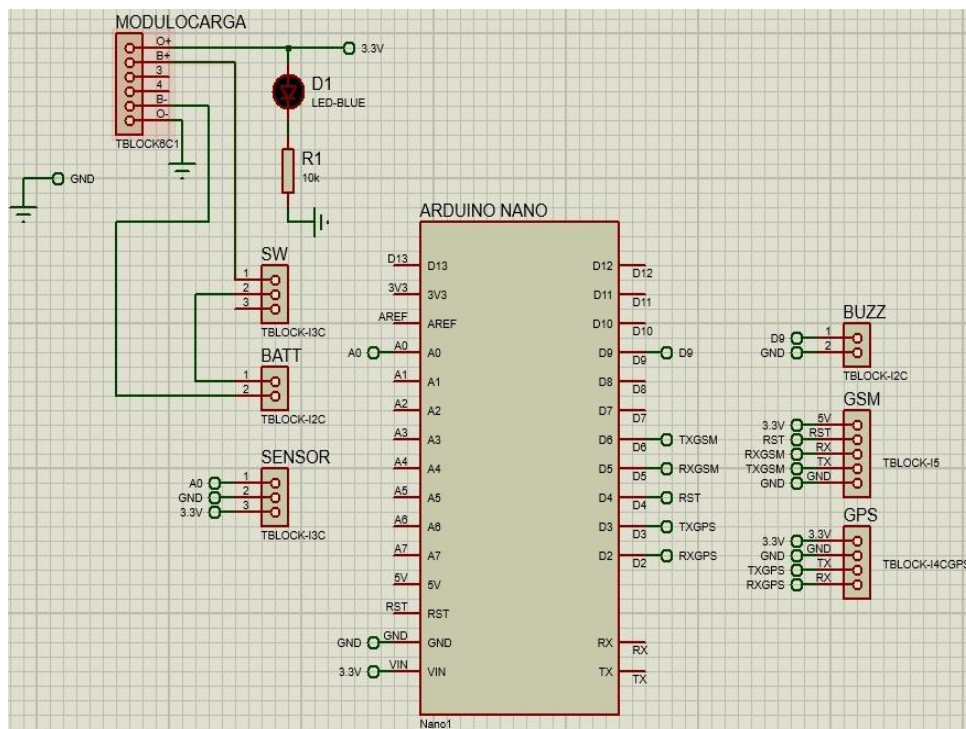 MODULOCARGA
O+
B+
3
4
B-
O-
TBLOCK6C1
3.3V
D1
LED-BLUE
R1
10k
GND
SW
1
2
3
TBLOCK-I3C
BATT
1
2
TBLOCK-I2C
SENSOR
A0 1
GND 2
3.3V 3
TBLOCK-I3C
ARDUINO NANO
D13 D13
3V3 3V3
AREF AREF
A0 A0 A0
A1 A1
A2 A2
A3 A3
A4 A4
A5 A5
A6 A6
A7 A7
5V 5V
RST RST
GND GND GND
3.3V VIN VIN
D12 D12
D11 D11
D10 D10
D9 D9 D9
D8 D8
D7 D7
D6 D6 TXGSM
D5 D5 RXGSM
D4 D4 RST
D3 D3 TXGPS
D2 D2 RXGPS
RX RX
TX TX
Nano1
BUZZ
D9 1
GND 2
TBLOCK-I2C
GSM
3.3V 5V
RST RST
RXGSM RX
TXGSM TX
GND GND
TBLOCK-I5
GPS
3.3V 3.3V
GND GND
TXGPS TX
RXGPS RX
TBLOCK-I4CGPS